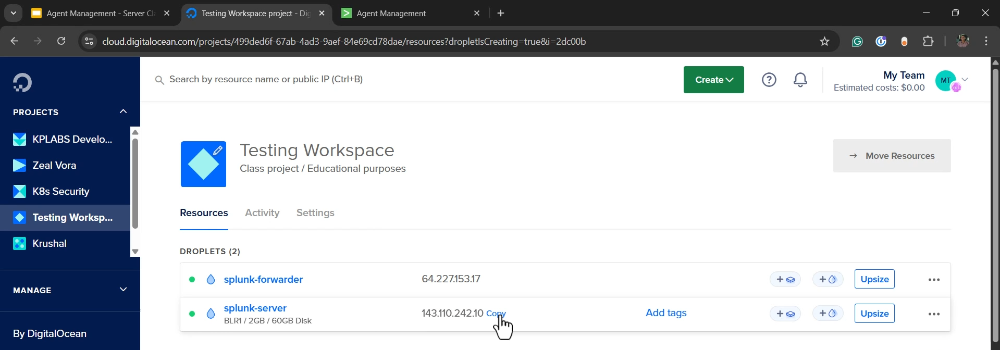 Agent Management - Server Cl
Testing Workspace project - Dig
Agent Management
cloud.digitalocean.com/projects/499ded6f-67ab-4ad3-9aef-84e69cd78dae/resources?dropletIsCreating=true&i=2dc00b
Search by resource name or public IP (Ctrl+B)
Create
My Team
Estimated costs: $0.00
MT
PROJECTS
KPLABS Develo...
Zeal Vora
K8s Security
Testing Worksp...
Krushal
MANAGE
By DigitalOcean
Testing Workspace
Class project / Educational purposes
→ Move Resources
Resources
Activity
Settings
DROPLETS (2)
splunk-forwarder
64.227.153.17
Upsize
splunk-server
BLR1 / 2GB / 60GB Disk
143.110.242.10
Copy
Add tags
Upsize